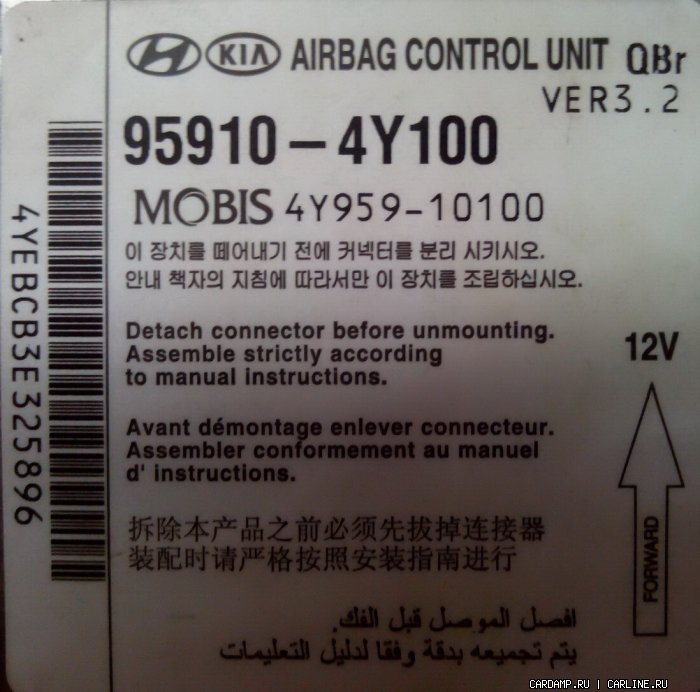 HYUNDAI KIA AIRBAG CONTROL UNIT QBr
VER3.2
95910-4Y100
MOBIS 4Y959-10100
4YEBCB3E325896
이 장치를 떼어내기 전에 커넥터를 분리 시키시오.
안내 책자의 지침에 따라서만 이 장치를 조립하십시오.
Detach connector before unmounting.
Assemble strictly according
to manual instructions.
12V
FORWARD
Avant démontage enlever connecteur.
Assembler conformement au manuel
d' instructions.
拆除本产品之前必须先拔掉连接器
装配时请严格按照安装指南进行
افصل الموصل قبل الفك.
يتم تجميعه بدقة وفقا لدليل التعليمات
CARDAMP.RU | CARLINE.RU